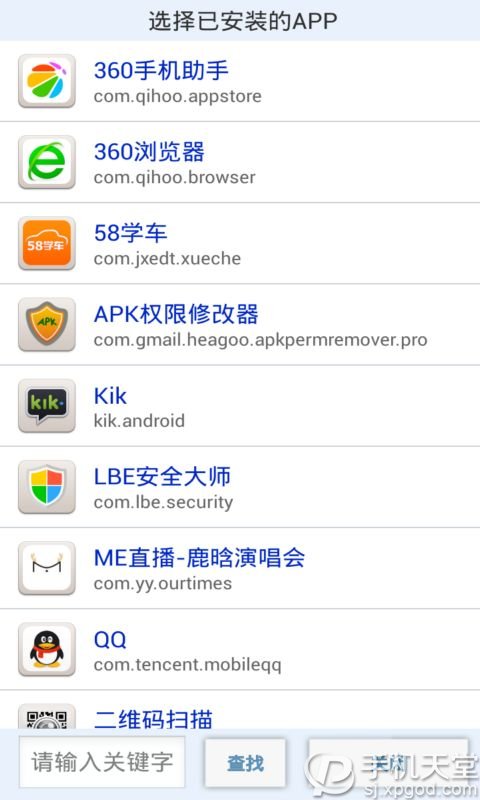 选择已安装的APP
360手机助手
com.qihoo.appstore
360浏览器
com.qihoo.browser
58学车
58学车
com.jxedt.xueche
APK
APK权限修改器
com.gmail.heagoo.apkpermremover.pro
kik
Kik
kik.android
LBE安全大师
com.lbe.security
ME直播-鹿晗演唱会
com.yy.ourtimes
QQ
com.tencent.mobileqq
二维码扫描
请输入关键字
查找
关闭
手机天堂
sj.xpgod.com